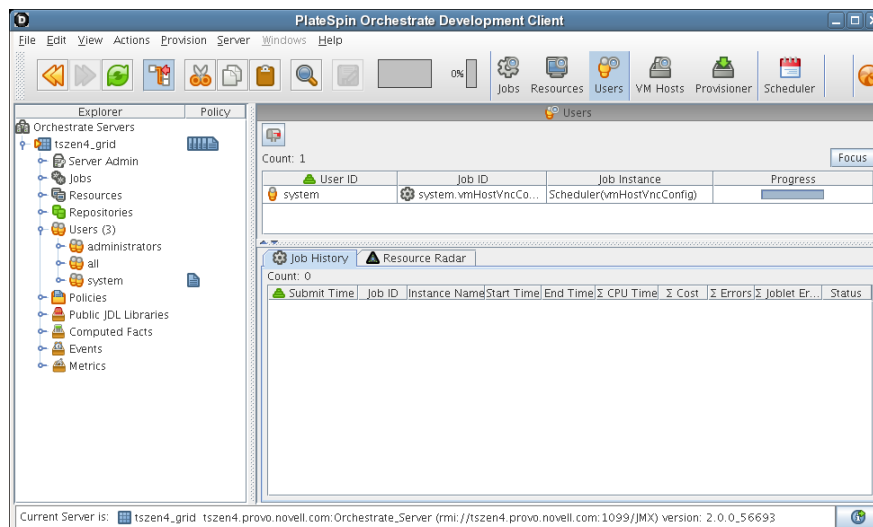 PlateSpin Orchestrate Development Client
File Edit View Actions Provision Server Windows Help
0%
Jobs Resources Users VM Hosts Provisioner Scheduler
Explorer Policy
Orchestrate Servers
tszen4_grid
Server Admin
Jobs
Resources
Repositories
Users (3)
administrators
all
system
Policies
Public JDL Libraries
Computed Facts
Events
Metrics
Users
Count: 1
Focus
User ID Job ID Job Instance Progress
system system.vmHostVncCo... Scheduler(vmHostVncConfig)
Job History Resource Radar
Count: 0
Submit Time Job ID Instance Name Start Time End Time Σ CPU Time Σ Cost Σ Errors Σ Joblet Er... Status
Current Server is: tszen4_grid tszen4.provo.novell.com:Orchestrate_Server (rmi://tszen4.provo.novell.com:1099/JMX) version: 2.0.0_56693